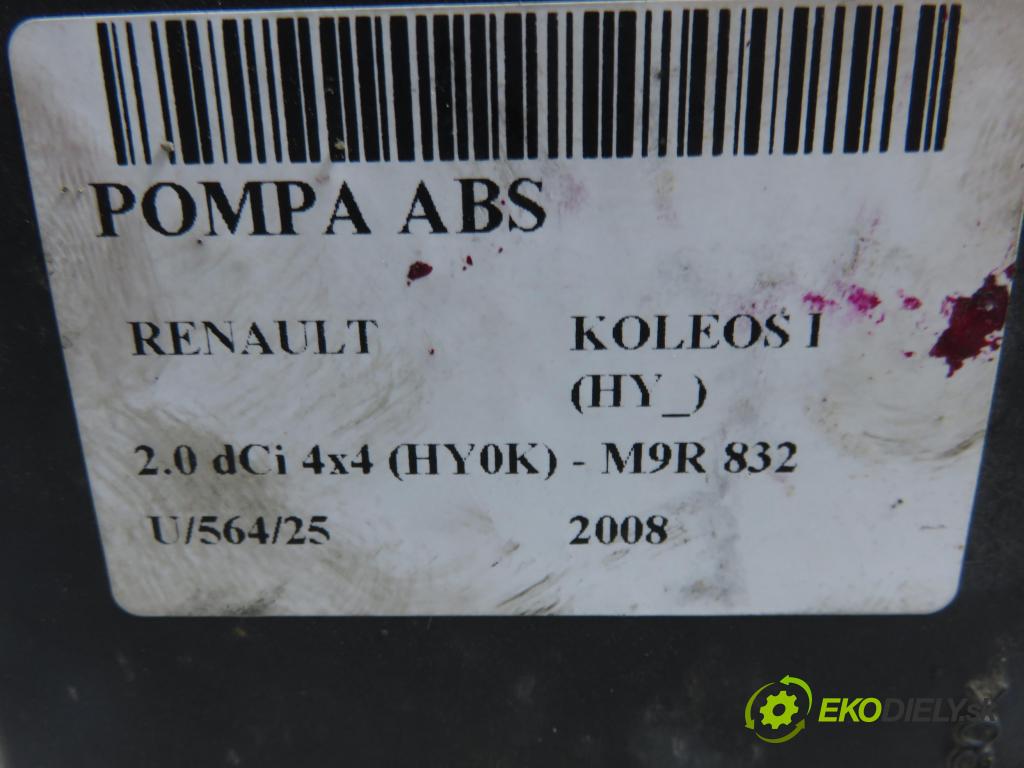 POMPA ABS
RENAULT KOLEOS I
(HY_)
2.0 dCi 4x4 (HY0K) - M9R 832
U/564/25 2008
EKODIELY.sk